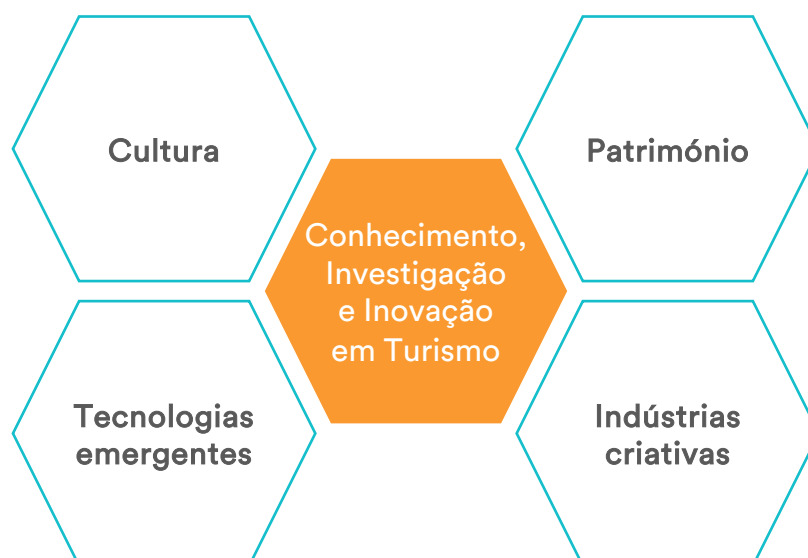 Cultura
Património
Conhecimento,
Investigação
e Inovação
em Turismo
Tecnologias
emergentes
Indústrias
criativas